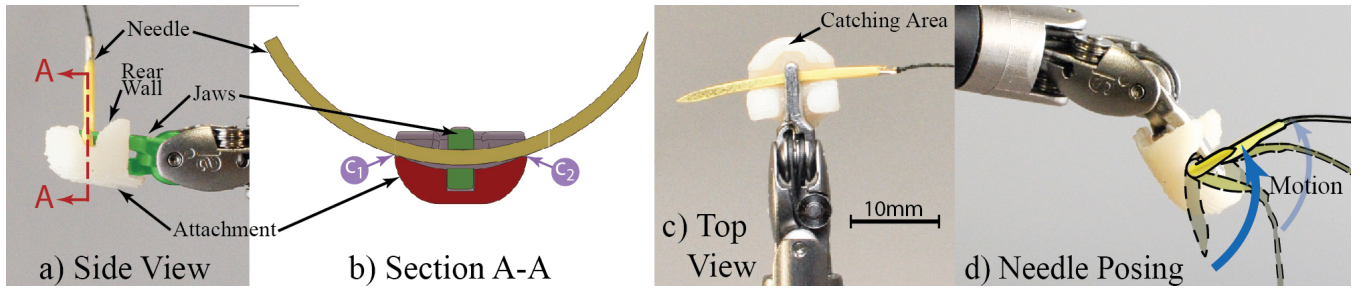 Needle
A
Rear
Wall
Jaws
A
Attachment
a) Side View
C1
C2
b) Section A-A
Catching Area
10mm
c) Top
View
Motion
d) Needle Posing